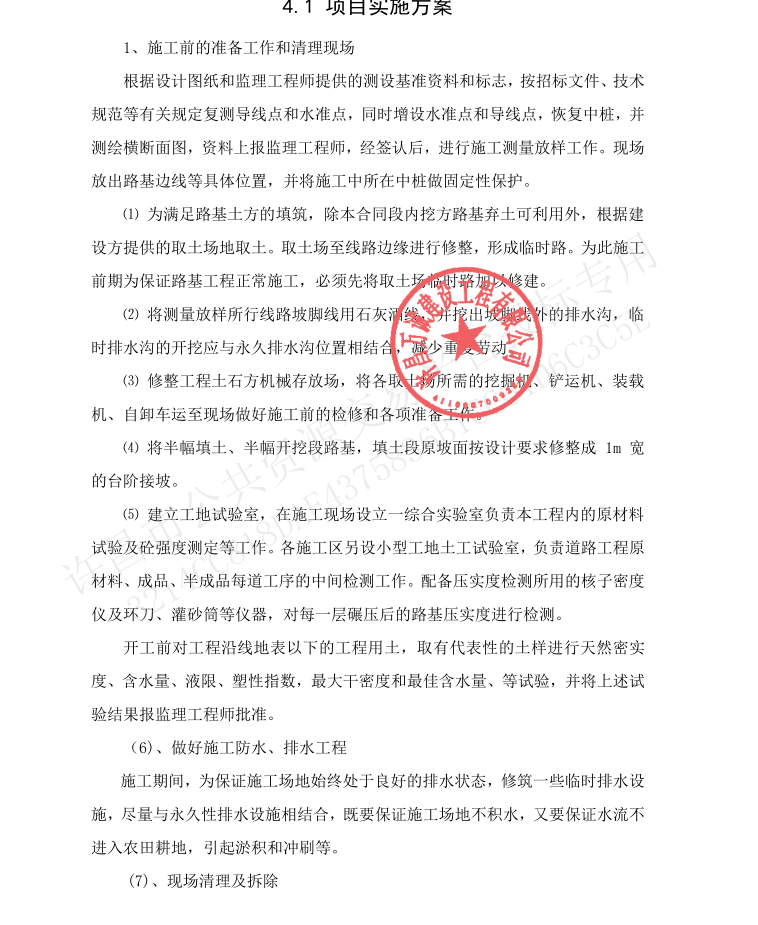 4.1 项目实施方案
1、施工前的准备工作和清理现场
根据设计图纸和监理工程师提供的测设基准资料和标志，按招标文件、技术
规范等有关规定复测导线点和水准点，同时增设水准点和导线点，恢复中桩，并
测绘横断面图，资料上报监理工程师，经签认后，进行施工测量放样工作。现场
放出路基边线等具体位置，并将施工中所在中桩做固定性保护。
⑴ 为满足路基土方的填筑，除本合同段内挖方路基弃土可利用外，根据建
设方提供的取土场地取土。取土场至线路边缘进行修整，形成临时路。为此施工
前期为保证路基工程正常施工，必须先将取土场临时路加以修建。
⑵ 将测量放样所行线路坡脚线用石灰洒线，并挖出坡脚线外的排水沟，临
时排水沟的开挖应与永久排水沟位置相结合，减少重复劳动
⑶ 修整工程土石方机械存放场，将各取土场所需的挖掘机、铲运机、装载
机、自卸车运至现场做好施工前的检修和各项准备工作。
⑷ 将半幅填土、半幅开挖段路基，填土段原坡面按设计要求修整成 1m 宽
的台阶接坡。
⑸ 建立工地试验室，在施工现场设立一综合实验室负责本工程内的原材料
试验及砼强度测定等工作。各施工区另设小型工地土工试验室，负责道路工程原
材料、成品、半成品每道工序的中间检测工作。配备压实度检测所用的核子密度
仪及环刀、灌砂筒等仪器，对每一层碾压后的路基压实度进行检测。
开工前对工程沿线地表以下的工程用土，取有代表性的土样进行天然密实
度、含水量、液限、塑性指数，最大干密度和最佳含水量、等试验，并将上述试
验结果报监理工程师批准。
（6)、做好施工防水、排水工程
施工期间，为保证施工场地始终处于良好的排水状态，修筑一些临时排水设
施，尽量与永久性排水设施相结合，既要保证施工场地不积水，又要保证水流不
进入农田耕地，引起淤积和冲刷等。
(7)、现场清理及拆除
许昌万诚建设工程有限公司